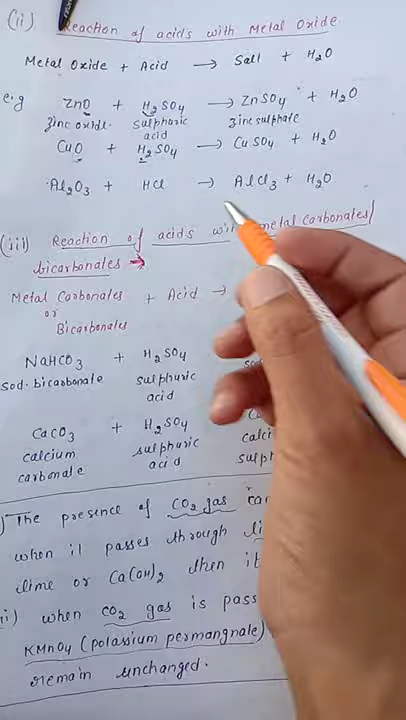 (ii) Reaction of acids with Metal Oxide
Metal Oxide + Acid → Salt + H2O
e.g ZnO + H2SO4 → ZnSO4 + H2O
zinc oxide. sulphuric acid zinc sulphate
CuO + H2SO4 → CuSO4 + H2O
Al2O3 + HCl → AlCl3 + H2O
(iii) Reaction of acids with metal Carbonates/
bicarbonates →
Metal Carbonates + Acid →
or
Bicarbonates
NaHCO3 + H2SO4
sod. bicarbonate sulphuric acid
CaCO3 + H2SO4
calcium carbonate sulphuric acid
The presence of CO2 gas
when it passes through
lime or Ca(OH)2 then it
when CO2 gas is pass
KMnO4 (potassium permangnate)
remain unchanged.